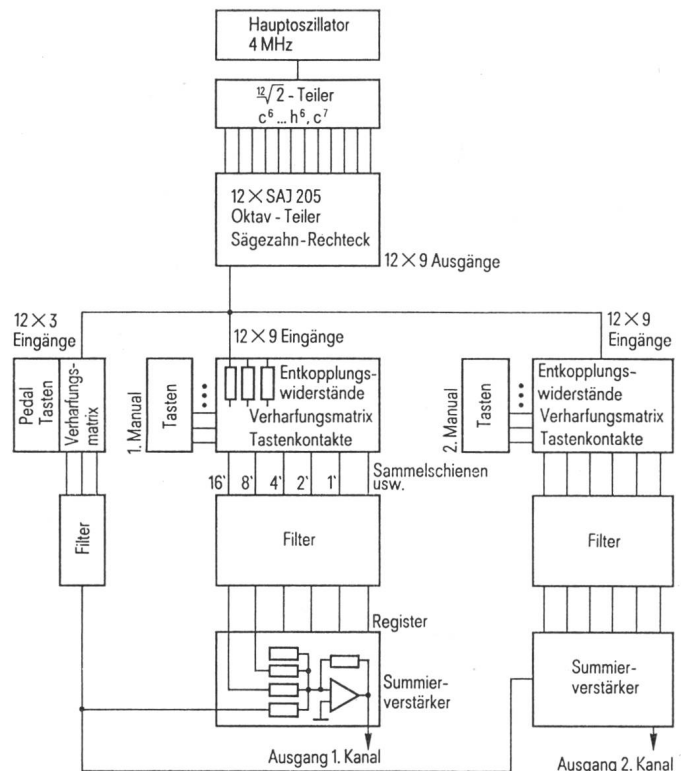 Hauptoszillator
4 MHz
¹²√2 - Teiler
c⁶ ... h⁶, c⁷
12 × SAJ 205
Oktav - Teiler
Sägezahn-Rechteck
12 × 9 Ausgänge
12 × 3
Eingänge
12 × 9 Eingänge
12 × 9
Eingänge
Pedal
Tasten
Verharfungs-
matrix
1. Manual
Tasten
Entkopplungs-
widerstände
Verharfungsmatrix
Tastenkontakte
2. Manual
Tasten
Entkopplungs-
widerstände
Verharfungsmatrix
Tastenkontakte
16' 8' 4' 2' 1'
Sammelschienen
usw.
Filter
Filter
Filter
Register
Summier-
verstärker
Summier-
verstärker
Ausgang 1. Kanal
Ausgang 2. Kanal